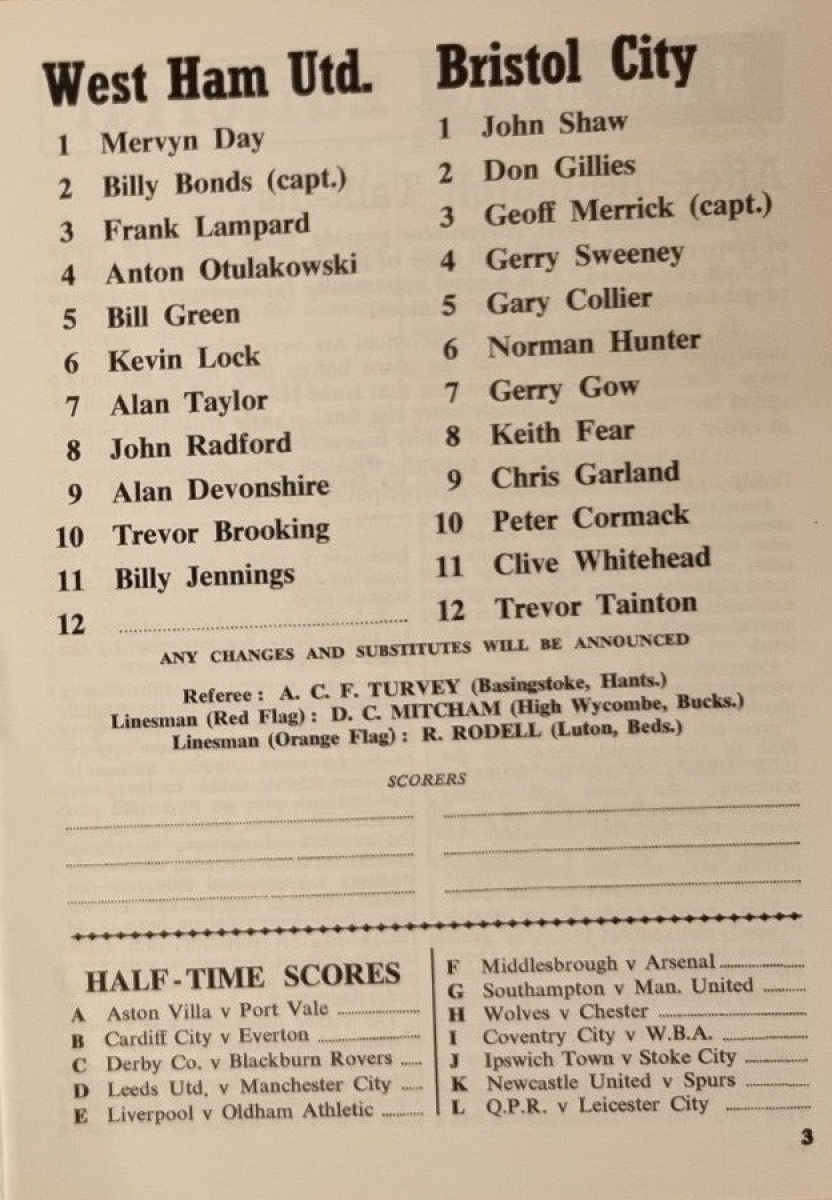 West Ham Utd.
1 Mervyn Day
2 Billy Bonds (capt.)
3 Frank Lampard
4 Anton Otulakowski
5 Bill Green
6 Kevin Lock
7 Alan Taylor
8 John Radford
9 Alan Devonshire
10 Trevor Brooking
11 Billy Jennings
12
Bristol City
1 John Shaw
2 Don Gillies
3 Geoff Merrick (capt.)
4 Gerry Sweeney
5 Gary Collier
6 Norman Hunter
7 Gerry Gow
8 Keith Fear
9 Chris Garland
10 Peter Cormack
11 Clive Whitehead
12 Trevor Tainton
ANY CHANGES AND SUBSTITUTES WILL BE ANNOUNCED
Referee : A. C. F. TURVEY (Basingstoke, Hants.)
Linesman (Red Flag) : D. C. MITCHAM (High Wycombe, Bucks.)
Linesman (Orange Flag) : R. RODELL (Luton, Beds.)
SCORERS
HALF-TIME SCORES
A Aston Villa v Port Vale
B Cardiff City v Everton
C Derby Co. v Blackburn Rovers
D Leeds Utd. v Manchester City
E Liverpool v Oldham Athletic
F Middlesbrough v Arsenal
G Southampton v Man. United
H Wolves v Chester
I Coventry City v W.B.A.
J Ipswich Town v Stoke City
K Newcastle United v Spurs
L Q.P.R. v Leicester City
3